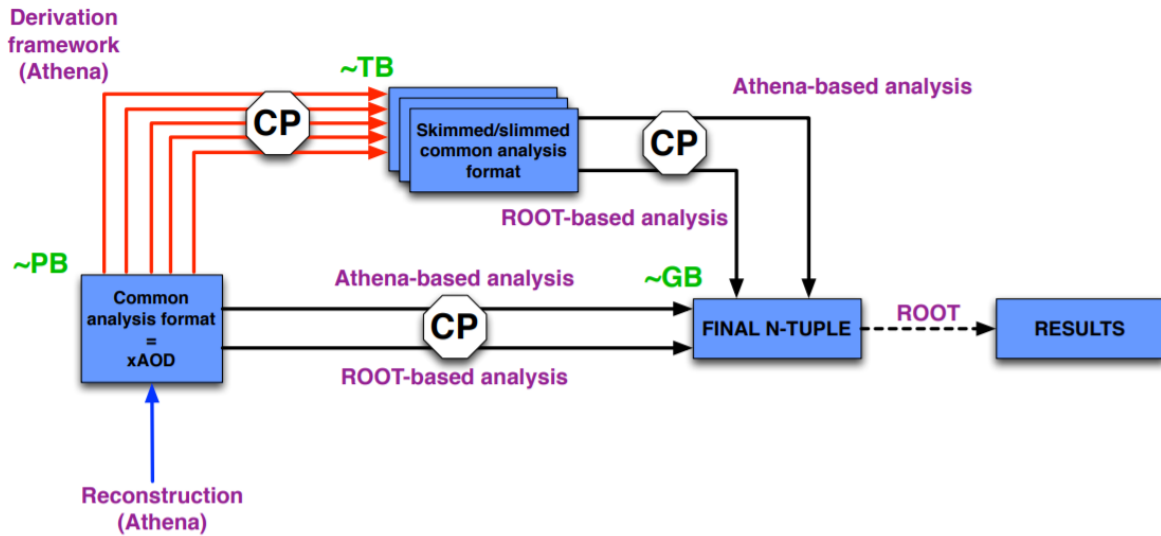 Derivation
framework
(Athena)
~TB
CP
Skimmed/slimmed
common analysis
format
CP
Athena-based analysis
ROOT-based analysis
~PB
Common
analysis format
=
xAOD
Athena-based analysis
CP
ROOT-based analysis
~GB
FINAL N-TUPLE
ROOT
RESULTS
Reconstruction
(Athena)